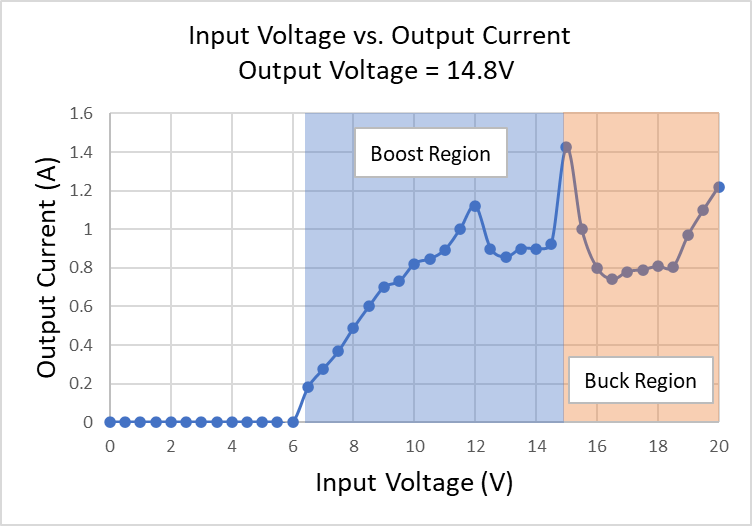 Input Voltage vs. Output Current
Output Voltage = 14.8V
Output Current (A)
1.6
1.4
1.2
1
0.8
0.6
0.4
0.2
0
Boost Region
Buck Region
0 2 4 6 8 10 12 14 16 18 20
Input Voltage (V)